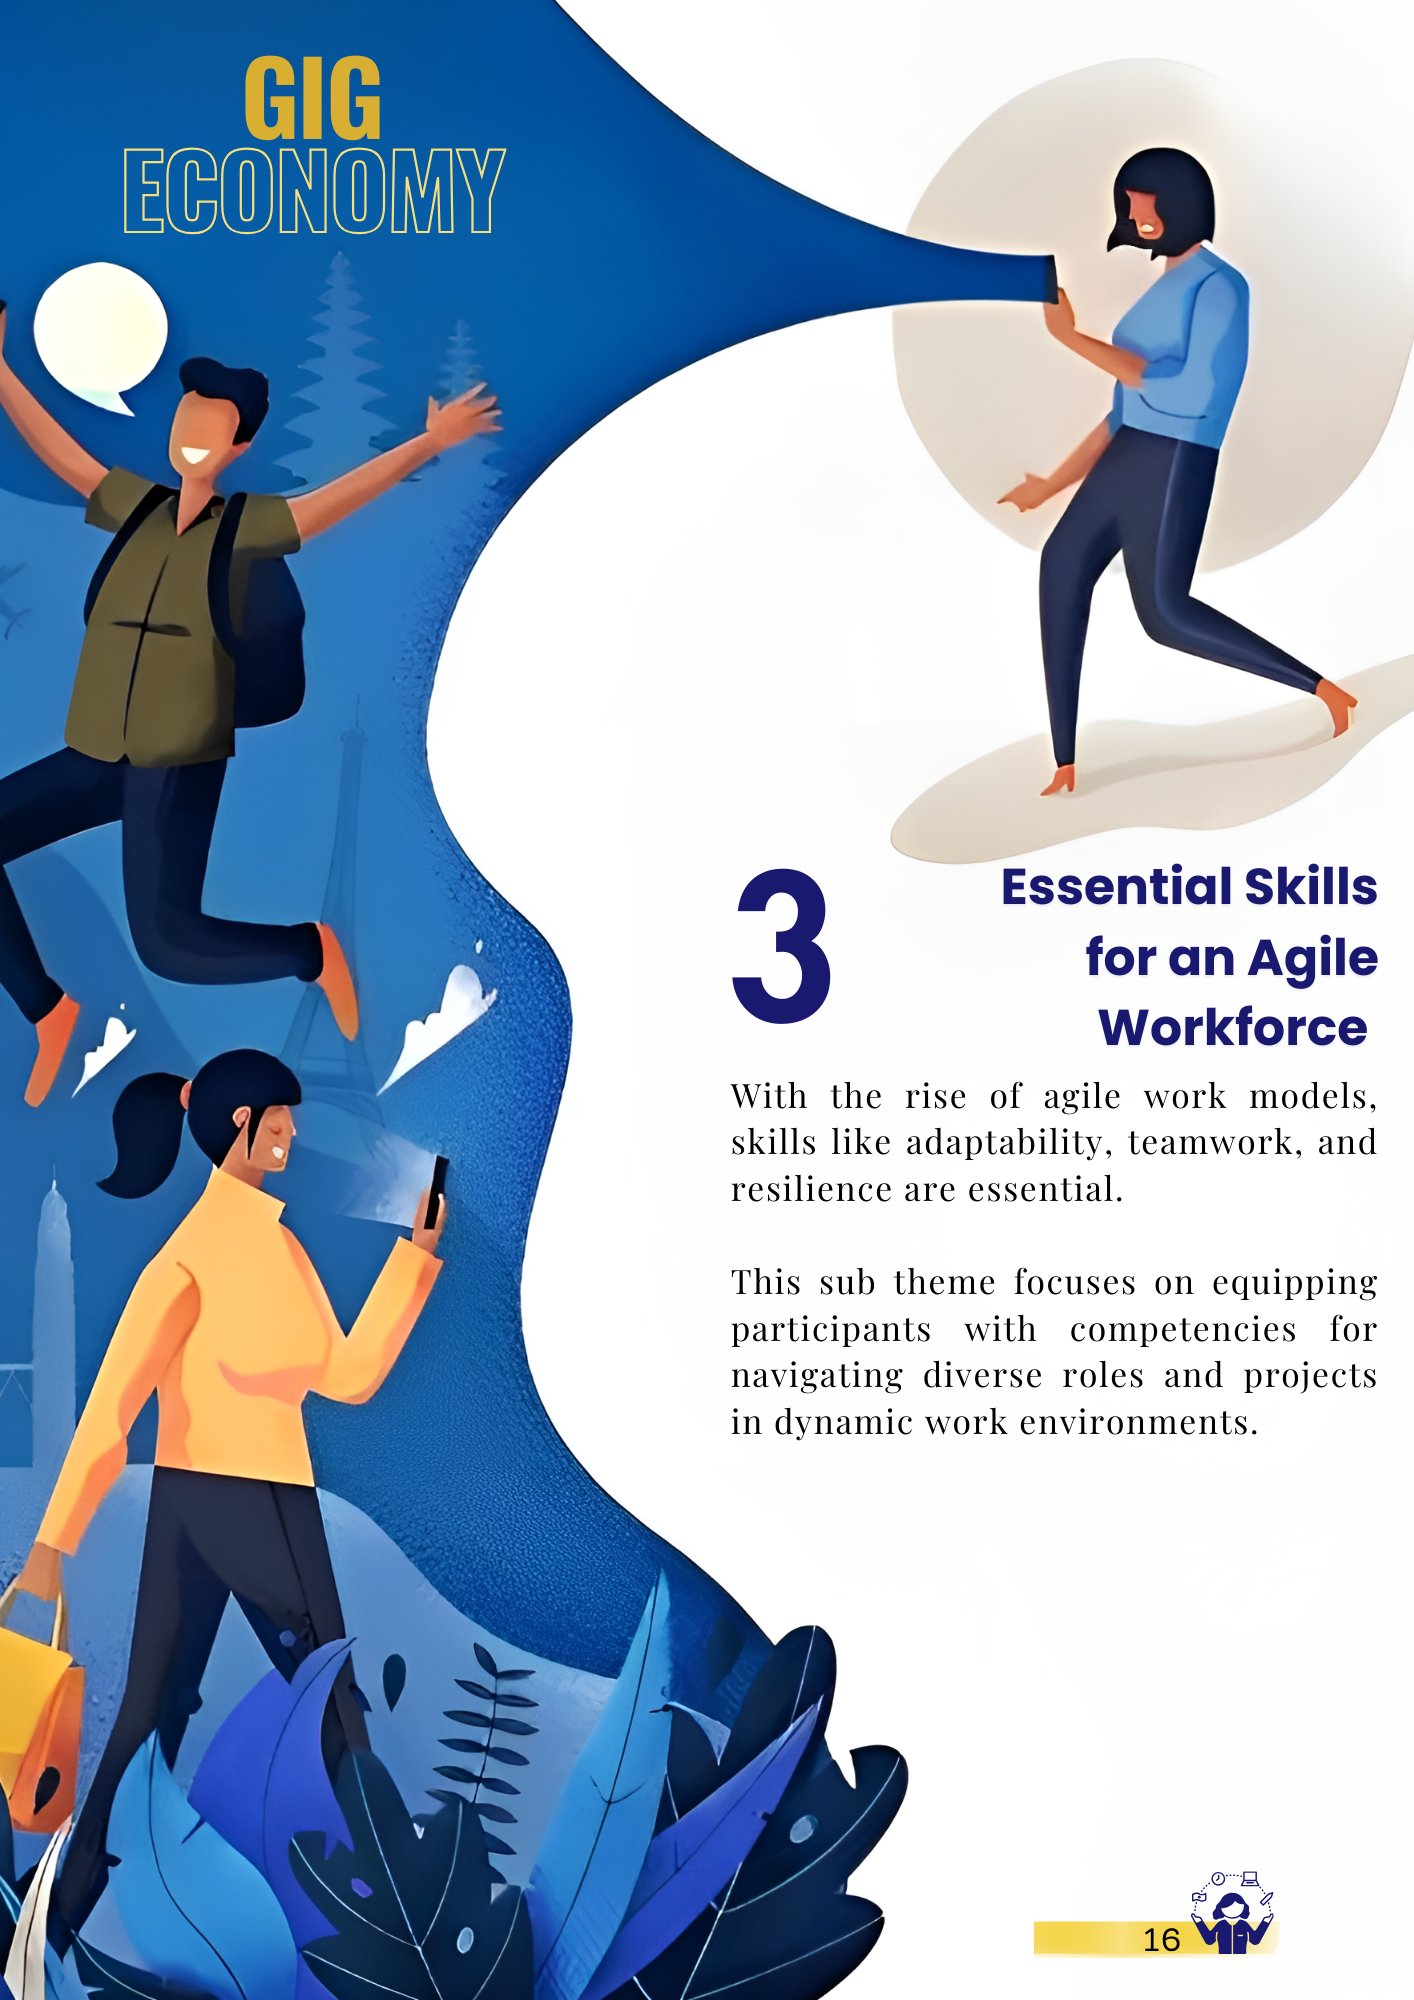 GIG
ECONOMY
3
Essential Skills
for an Agile
Workforce
With the rise of agile work models,
skills like adaptability, teamwork, and
resilience are essential.
This sub theme focuses on equipping
participants with competencies for
navigating diverse roles and projects
in dynamic work environments.
16